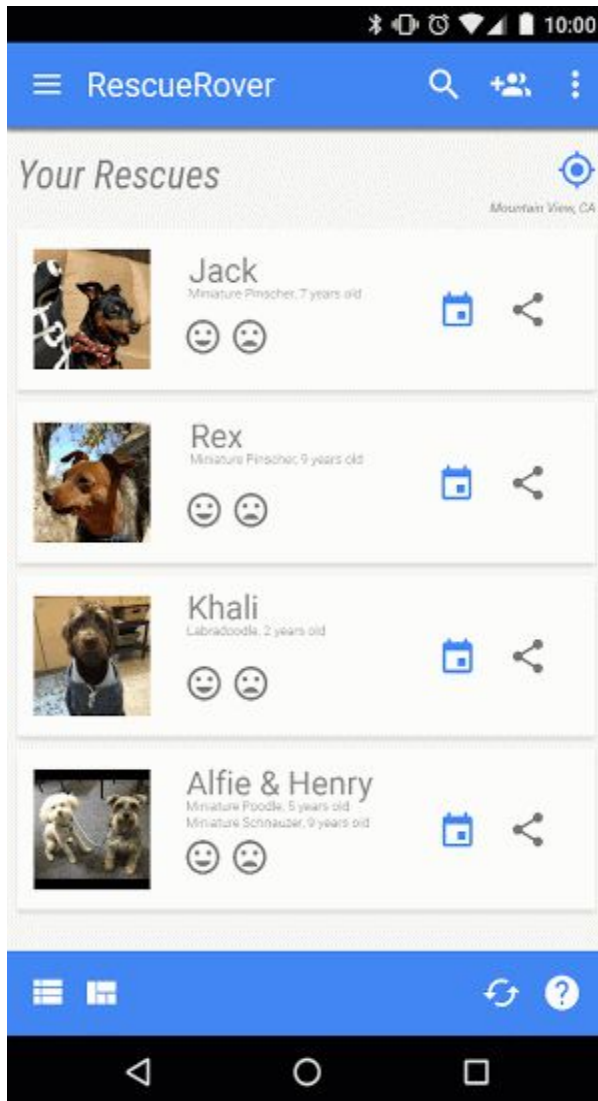 10:00
RescueRover
Your Rescues
Mountain View, CA
Jack
Miniature Pinscher, 7 years old
Rex
Miniature Pinscher, 9 years old
Khali
Labradoodle, 2 years old
Alfie & Henry
Miniature Poodle, 5 years old
Miniature Schnauzer, 9 years old